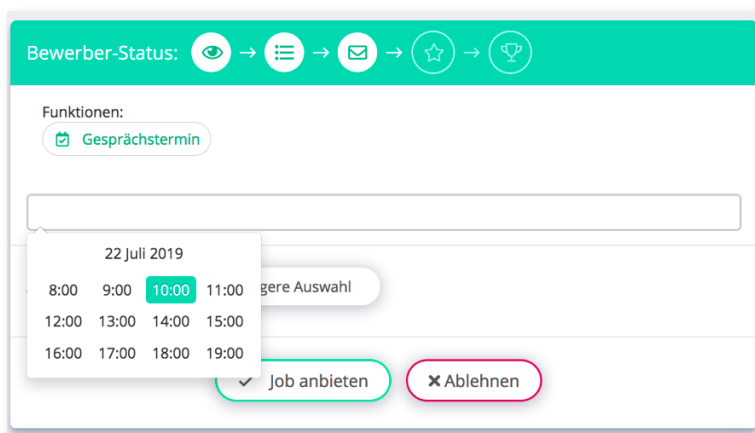 Bewerber-Status:
Funktionen:
Gesprächstermin
22 Juli 2019
8:00 9:00 10:00 11:00
gere Auswahl
12:00 13:00 14:00 15:00
16:00 17:00 18:00 19:00
Job anbieten Ablehnen